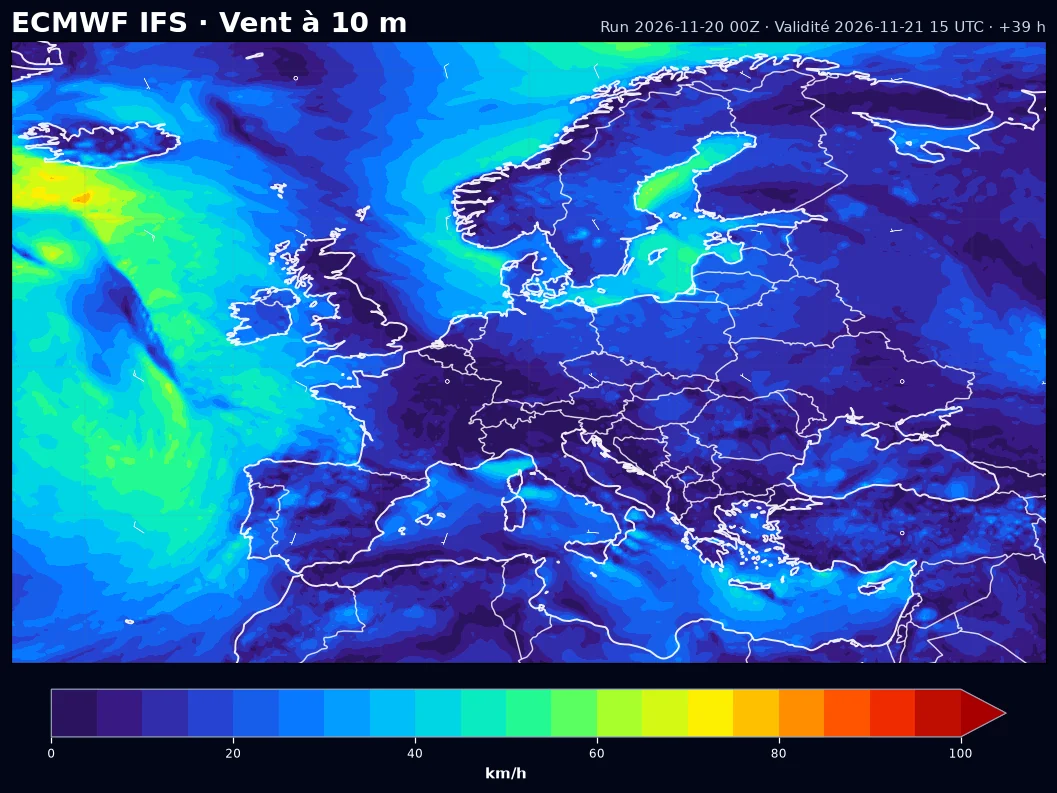 ECMWF IFS · Vent à 10 m
Run 2026-11-20 00Z · Validité 2026-11-21 15 UTC · +39 h
0 20 40 60 80 100
km/h